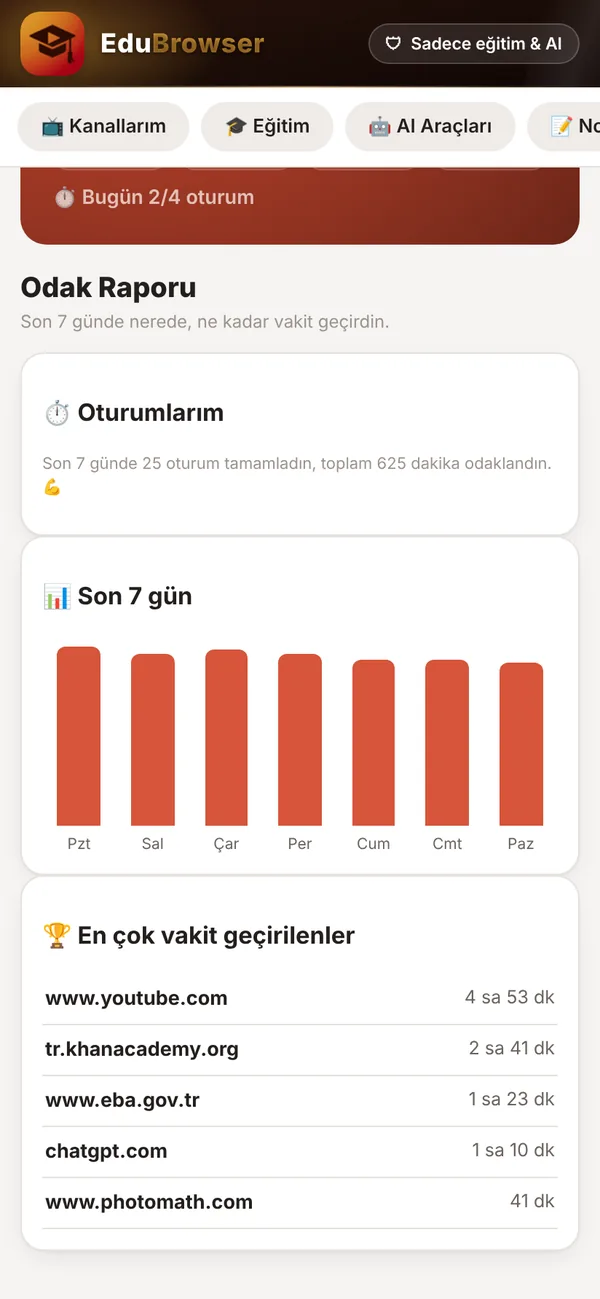 EduBrowser
Sadece eğitim & AI
Kanallarım
Eğitim
AI Araçları
Bugün 2/4 oturum
Odak Raporu
Son 7 günde nerede, ne kadar vakit geçirdin.
Oturumlarım
Son 7 günde 25 oturum tamamladın, toplam 625 dakika odaklandın.
💪
Son 7 gün
Pzt Sal Çar Per Cum Cmt Paz
En çok vakit geçirilenler
www.youtube.com 4 sa 53 dk
tr.khanacademy.org 2 sa 41 dk
www.eba.gov.tr 1 sa 23 dk
chatgpt.com 1 sa 10 dk
www.photomath.com 41 dk